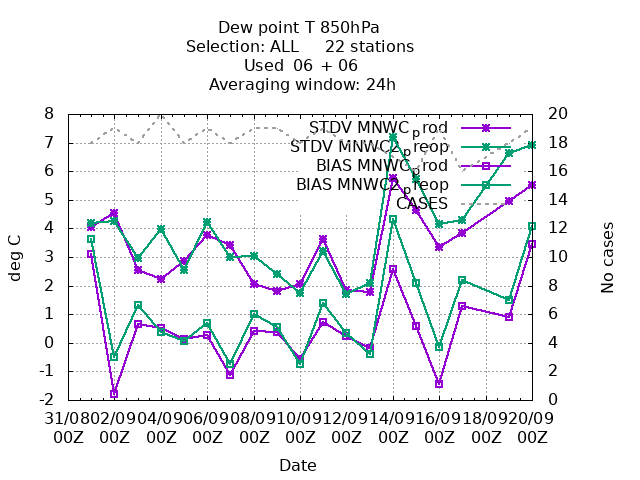 Dew point T 850hPa
Selection: ALL 22 stations
Used 06 + 06
Averaging window: 24h
STDV MNWC_prod
STDV MNWC2_preop
BIAS MNWC_prod
BIAS MNWC2_preop
CASES
8
7
6
5
4
3
2
1
0
-1
-2
deg C
20
18
16
14
12
10
8
6
4
2
0
No cases
31/08 02/09 04/09 06/09 08/09 10/09 12/09 14/09 16/09 18/09 20/09
00Z 00Z 00Z 00Z 00Z 00Z 00Z 00Z 00Z 00Z 00Z
Date